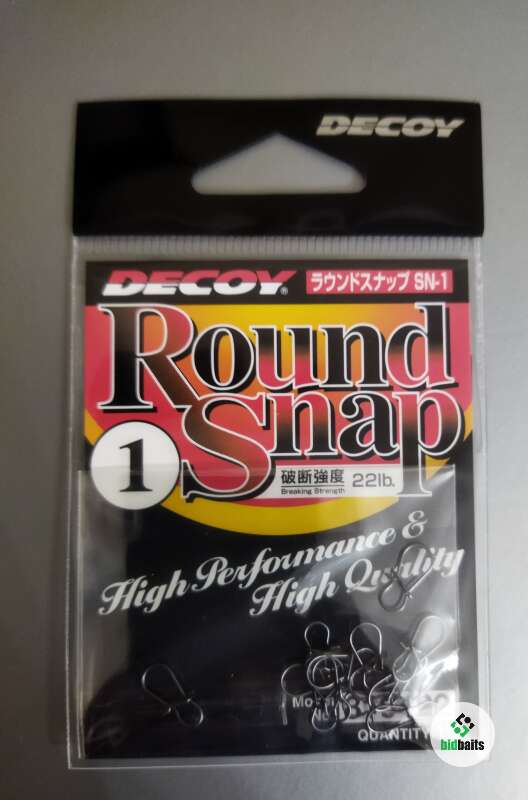 DECOY
DECOY®
ラウンドスナップ SN-1
Round
Snap
1
破断強度 22lb.
Breaking Strength
High Performance &
High Quality
QUANTITY
bidbaits